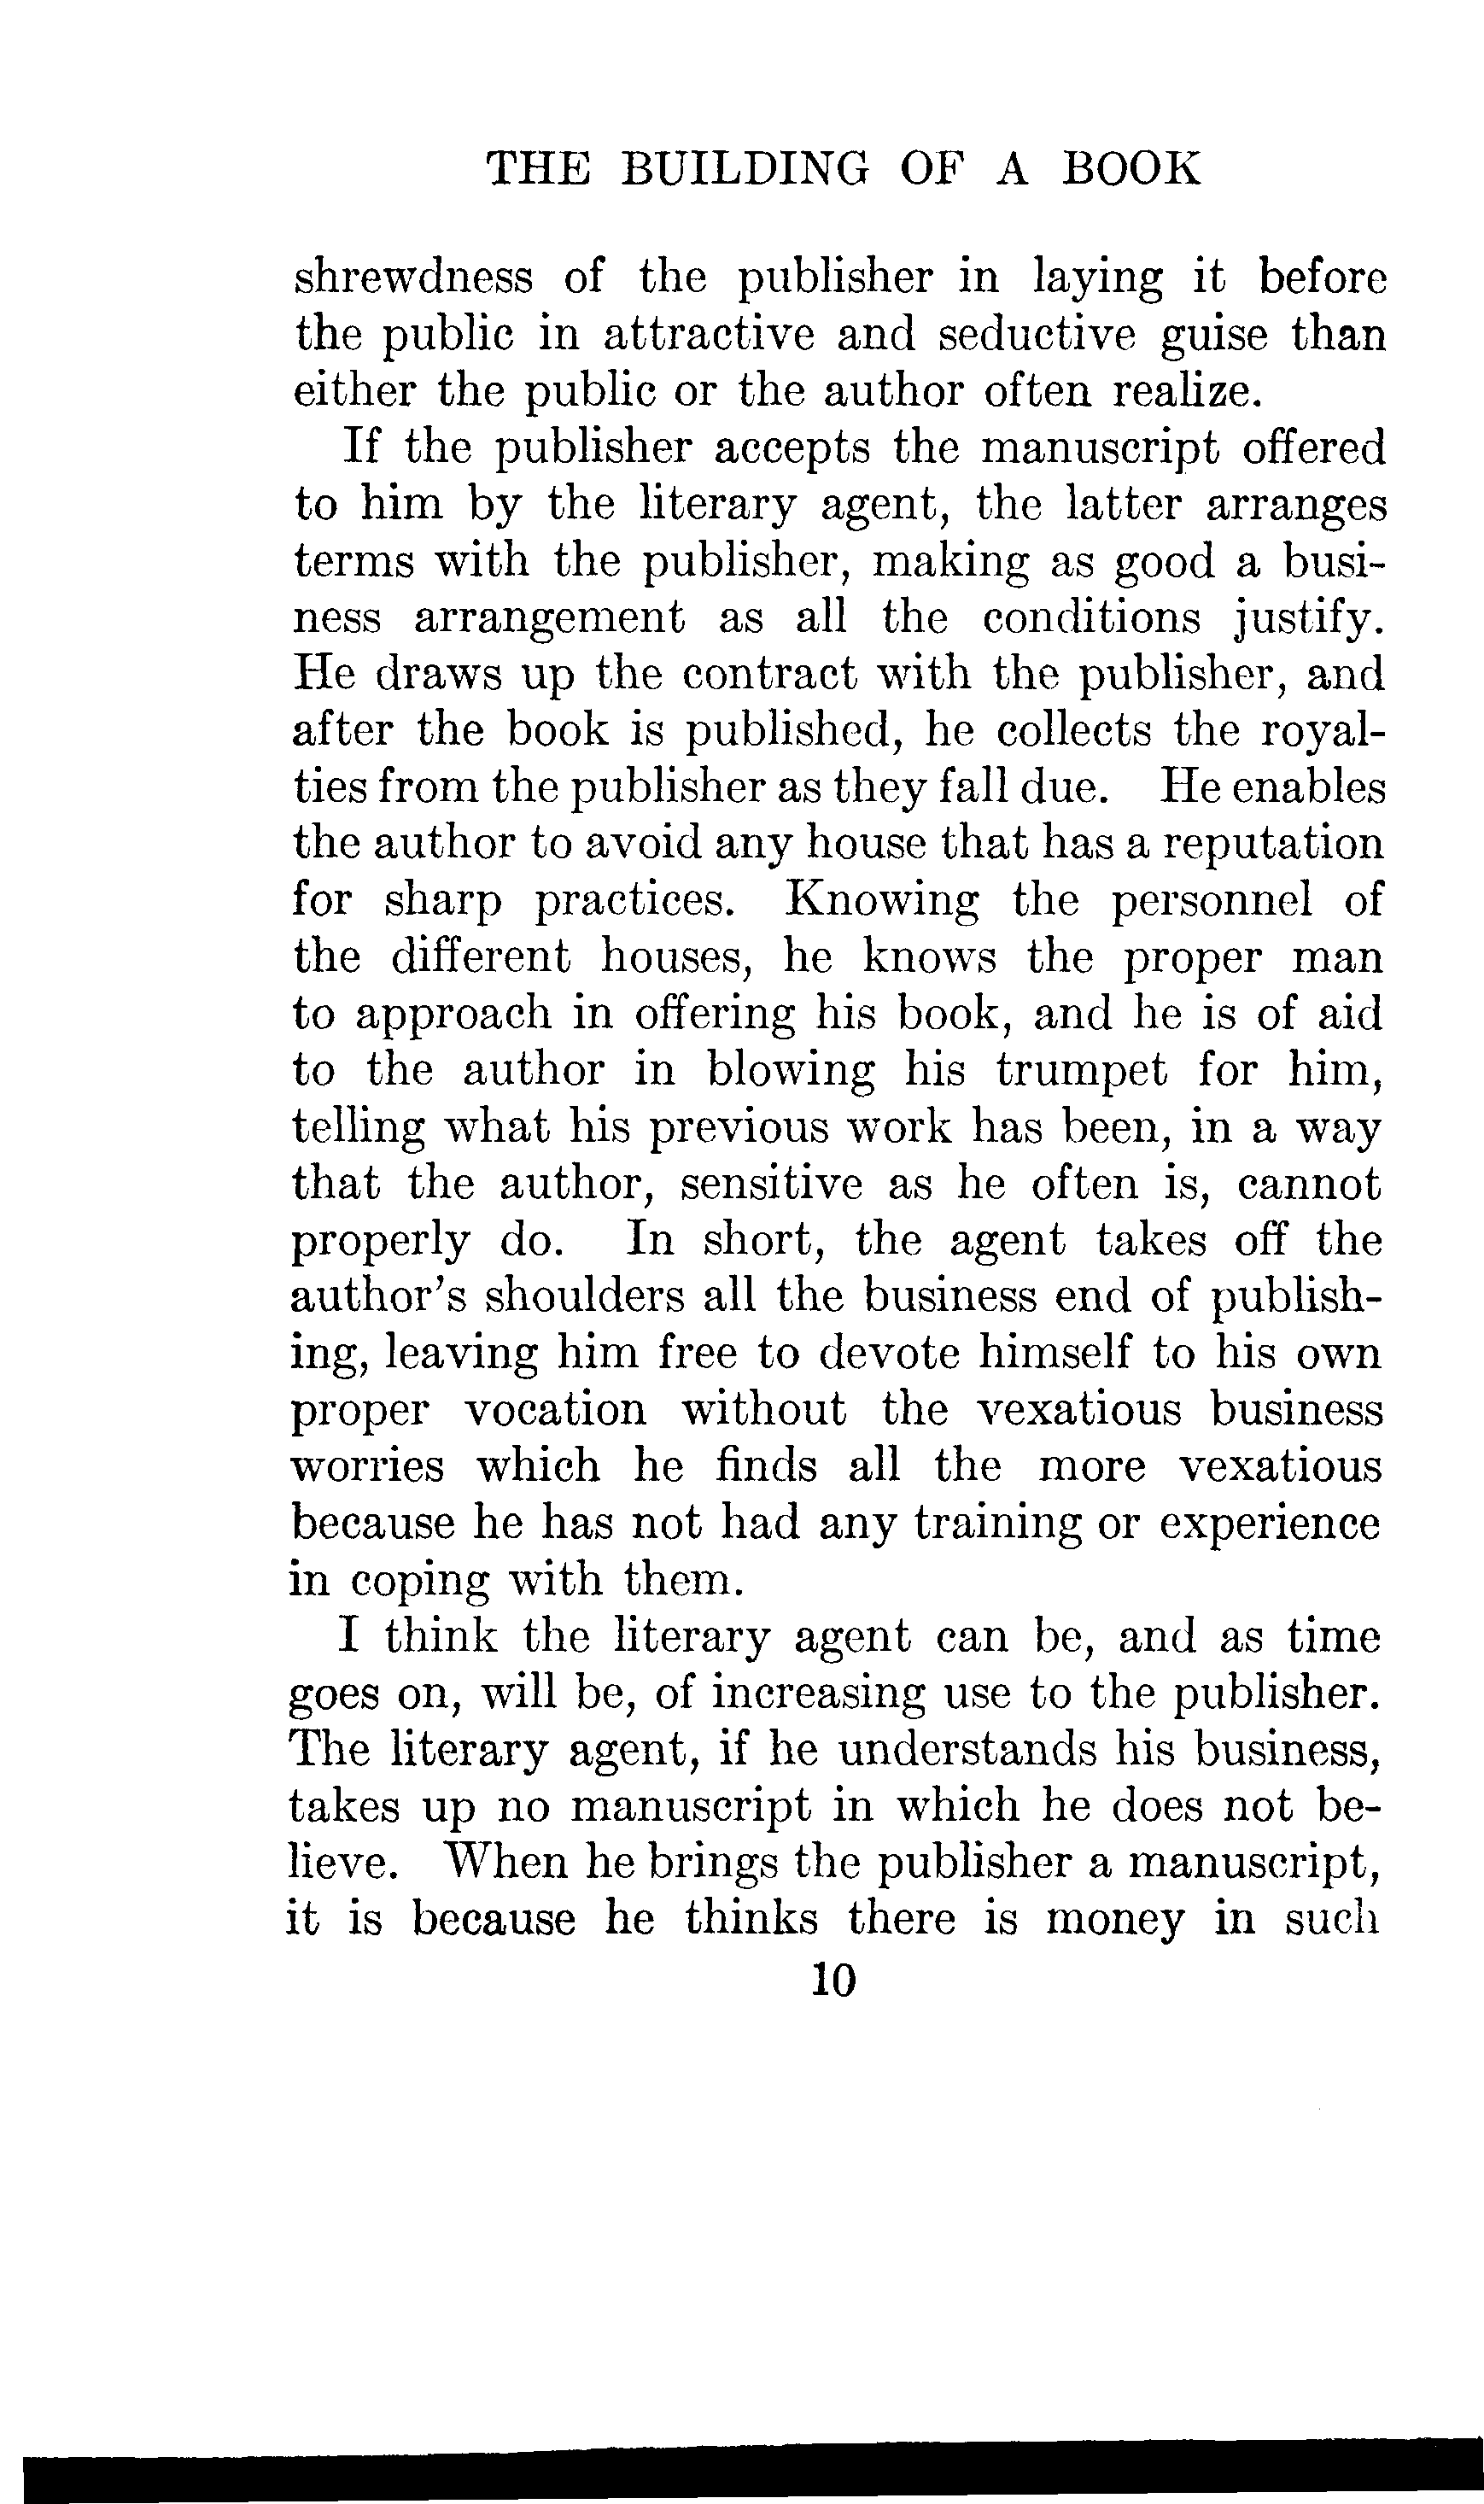 THE BUILDING OF A BOOK
shrewdness of the publisher in laying it before
the public in attractive and seductive guise than
either the public or the author often realize.
If the publisher accepts the manuscript offered
to him by the literary agent, the latter arranges
terms with the publisher, making as good a busi-
ness arrangement as all the conditions justify.
He draws up the contract with the publisher, and
after the book is published, he collects the royal-
ties from the publisher as they fall due. He enables
the author to avoid any house that has a reputation
for sharp practices. Knowing the personnel of
the different houses, he knows the proper man
to approach in offering his book, and he is of aid
to the author in blowing his trumpet for him,
telling what his previous work has been, in a way
that the author, sensitive as he often is, cannot
properly do. In short, the agent takes off the
author's shoulders all the business end of publish-
ing, leaving him free to devote himself to his own
proper vocation without the vexatious business
worries which he finds all the more vexatious
because he has not had any training or experience
in coping with them.
I think the literary agent can be, and as time
goes on, will be, of increasing use to the publisher.
The literary agent, if he understands his business,
takes up no manuscript in which he does not be-
lieve. When he brings the publisher a manuscript,
it is because he thinks there is money in such
10